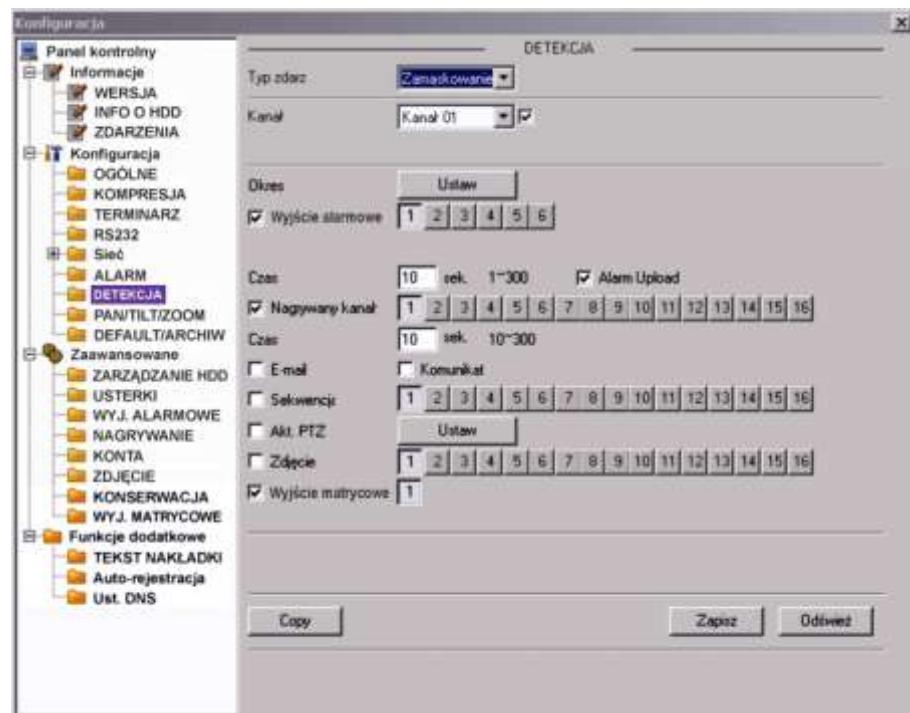 Konfiguracja
Panel kontrolny
Informacje
WERSJA
INFO O HDD
ZDARZENIA
Konfiguracja
OGÓLNE
KOMPRESJA
TERMINARZ
RS232
Sieć
ALARM
DETEKCJA
PAN/TILT/ZOOM
DEFAULT/ARCHIW
Zaawansowane
ZARZĄDZANIE HDD
USTERKI
WYJ. ALARMOWE
NAGRYWANIE
KONTA
ZDJĘCIE
KONSERWACJA
WYJ. MATRYCOWE
Funkcje dodatkowe
TEKST NAKŁADKI
Auto-rejestracja
Ust. DNS
DETEKCJA
Typ zdarz Zamaskowanie
Kanał Kanał 01
Okres Ustaw
Wyjście alarmowe 1 2 3 4 5 6
Czas 10 sek. 1~300 Alarm Upload
Nagrywany kanał 1 2 3 4 5 6 7 8 9 10 11 12 13 14 15 16
Czas 10 sek. 10~300
E-mail Komunikat
Sekwencja 1 2 3 4 5 6 7 8 9 10 11 12 13 14 15 16
Akt. PTZ Ustaw
Zdjęcie 1 2 3 4 5 6 7 8 9 10 11 12 13 14 15 16
Wyjście matrycowe 1
Copy Zapisz Odśwież